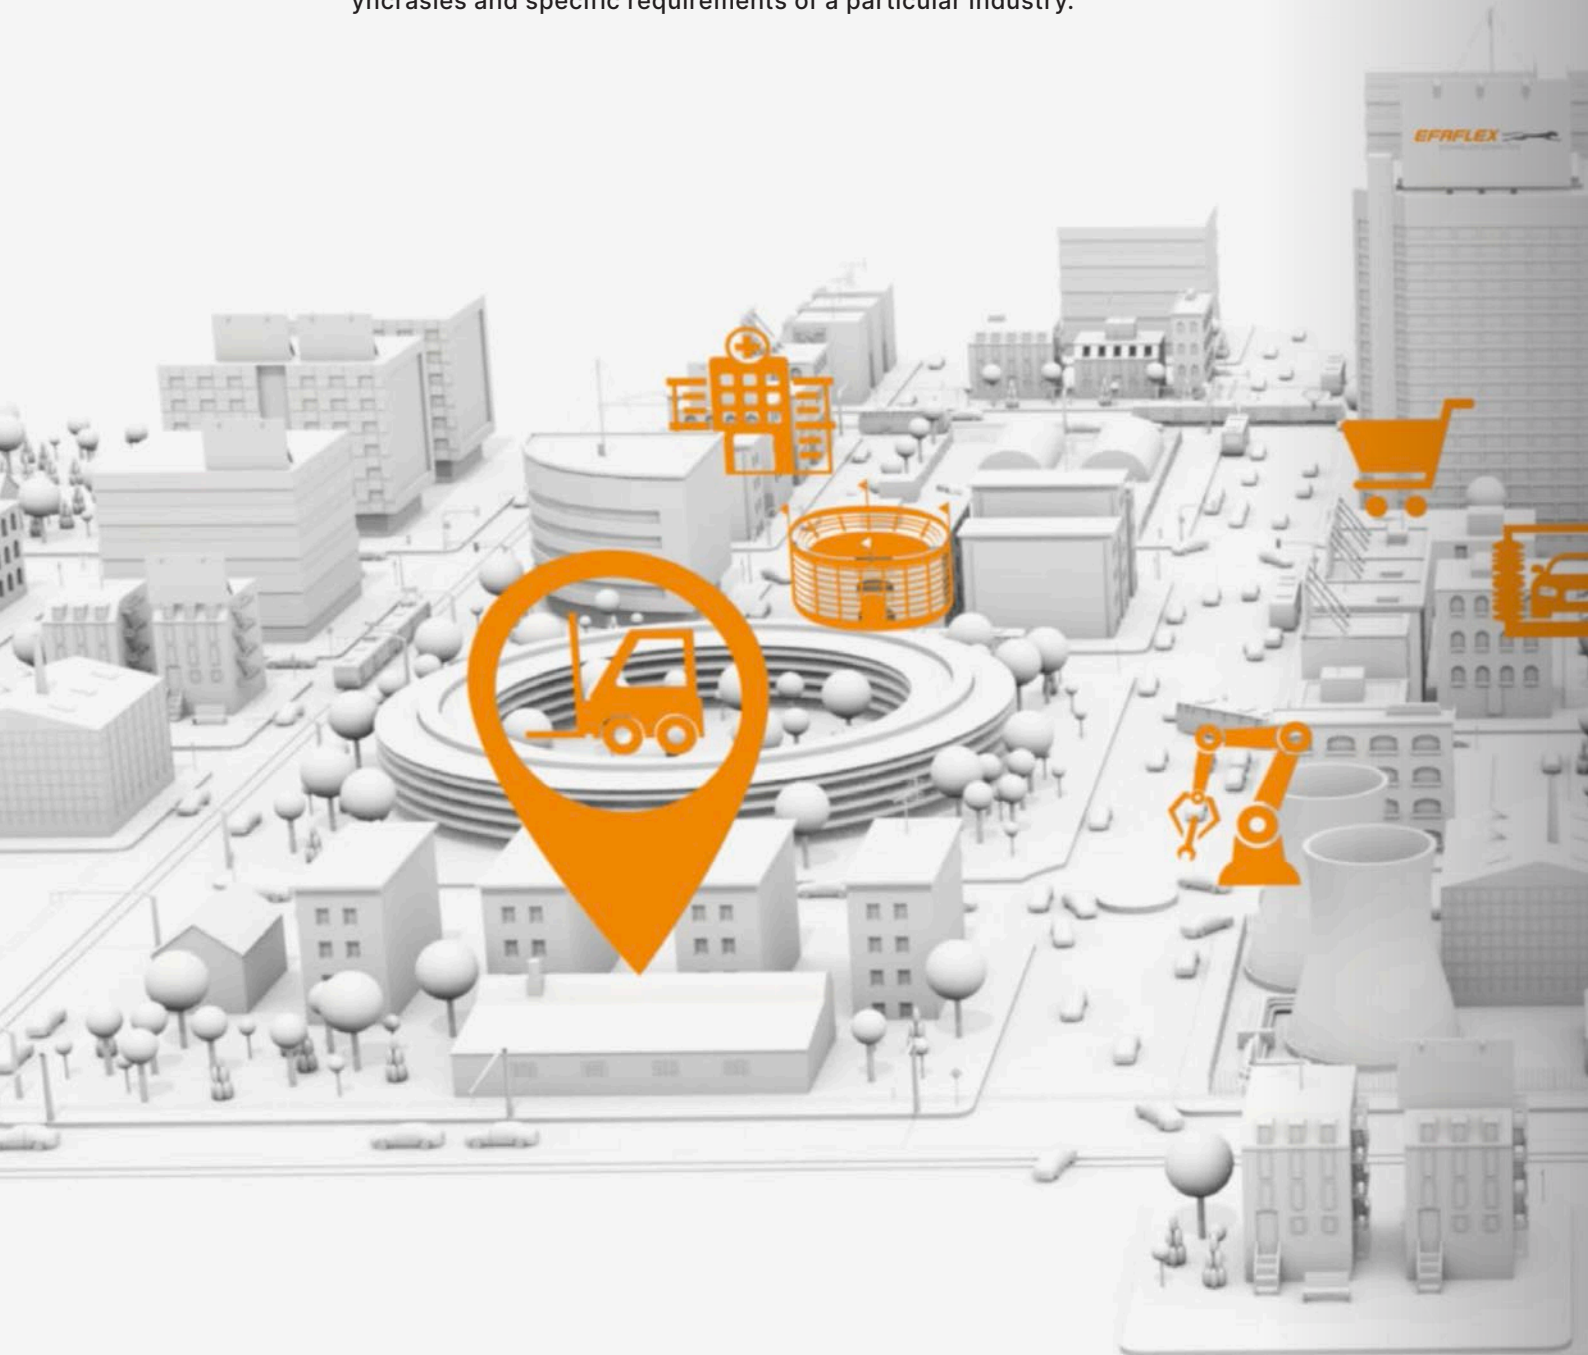 yncrasies and specific requirements of a particular industry.
EFAFLEX